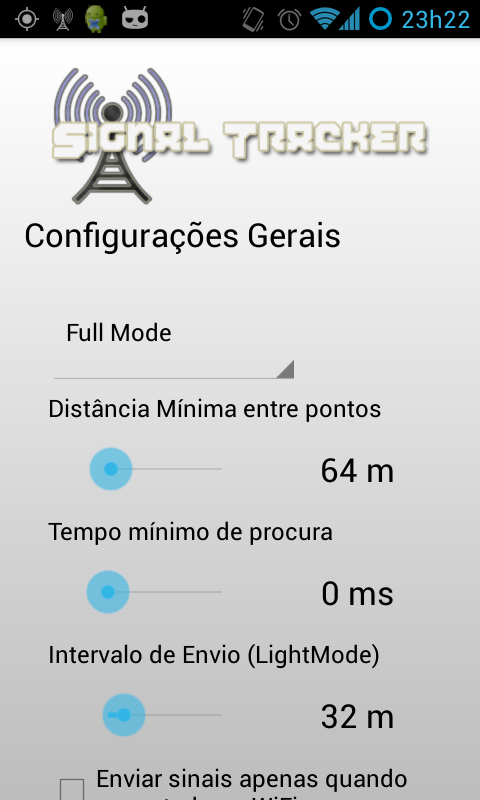 23h22
Signal Tracker
Configurações Gerais
Full Mode
Distância Mínima entre pontos
64 m
Tempo mínimo de procura
0 ms
Intervalo de Envio (LightMode)
32 m
Enviar sinais apenas quando